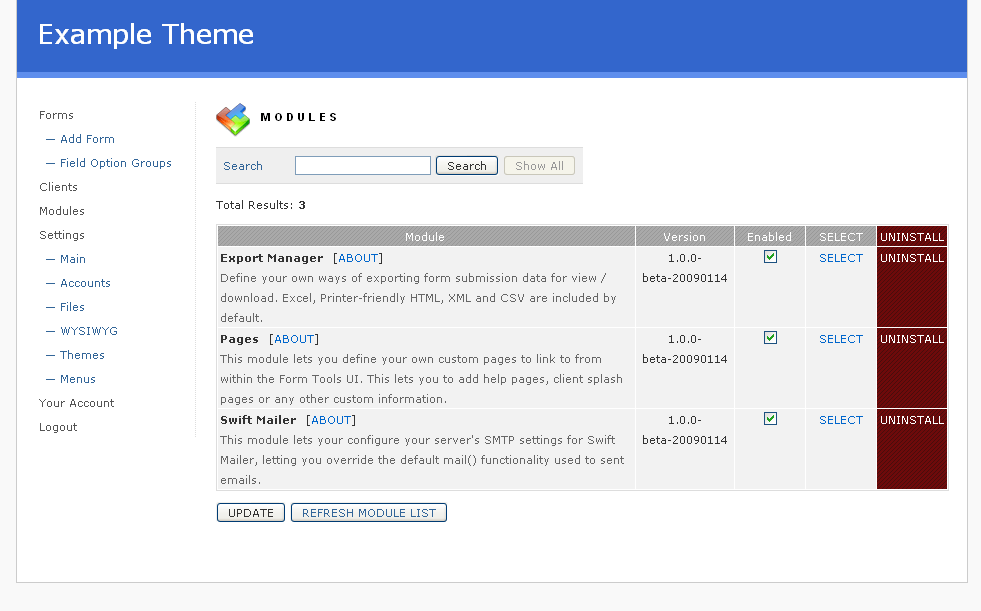 Example Theme
Forms
— Add Form
— Field Option Groups
Clients
Modules
Settings
— Main
— Accounts
— Files
— WYSIWYG
— Themes
— Menus
Your Account
Logout
MODULES
Search Search Show All
Total Results: 3
Module Version Enabled SELECT UNINSTALL
Export Manager [ABOUT] 1.0.0- SELECT UNINSTALL
Define your own ways of exporting form submission data for view / beta-20090114
download. Excel, Printer-friendly HTML, XML and CSV are included by
default.
Pages [ABOUT] 1.0.0- SELECT UNINSTALL
This module lets you define your own custom pages to link to from beta-20090114
within the Form Tools UI. This lets you to add help pages, client splash
pages or any other custom information.
Swift Mailer [ABOUT] 1.0.0- SELECT UNINSTALL
This module lets your configure your server's SMTP settings for Swift beta-20090114
Mailer, letting you override the default mail() functionality used to sent
emails.
UPDATE REFRESH MODULE LIST